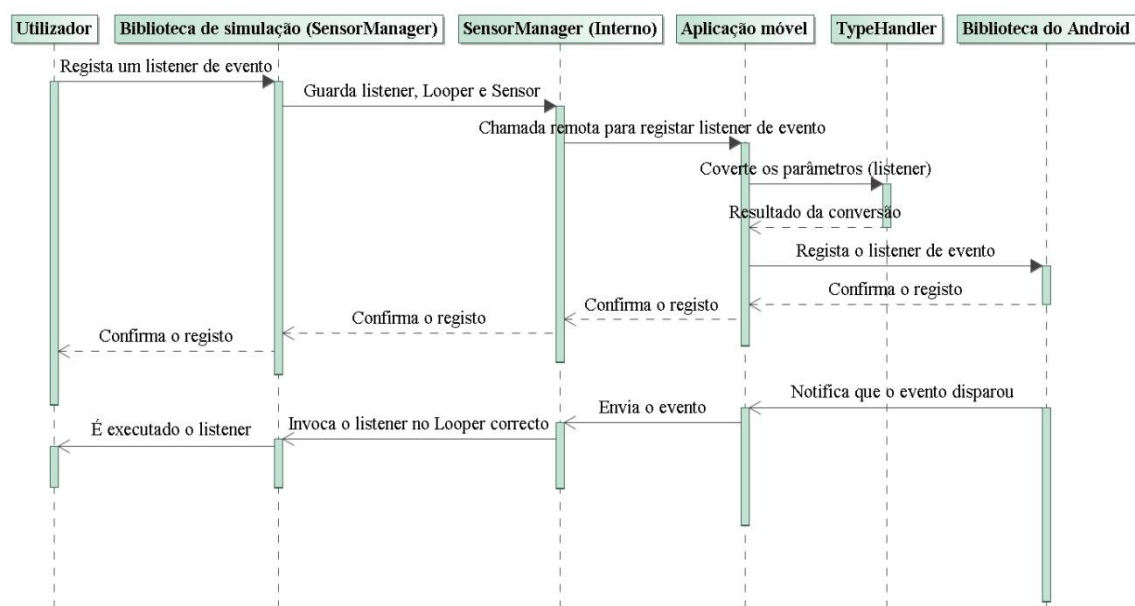 Utilizador
Biblioteca de simulação (SensorManager)
SensorManager (Interno)
Aplicação móvel
TypeHandler
Biblioteca do Android
Regista um listener de evento
Guarda listener, Looper e Sensor
Chamada remota para registar listener de evento
Coverte os parâmetros (listener)
Resultado da conversão
Regista o listener de evento
Confirma o registo
Confirma o registo
Confirma o registo
Confirma o registo
Notifica que o evento disparou
Envia o evento
Invoca o listener no Looper correcto
É executado o listener